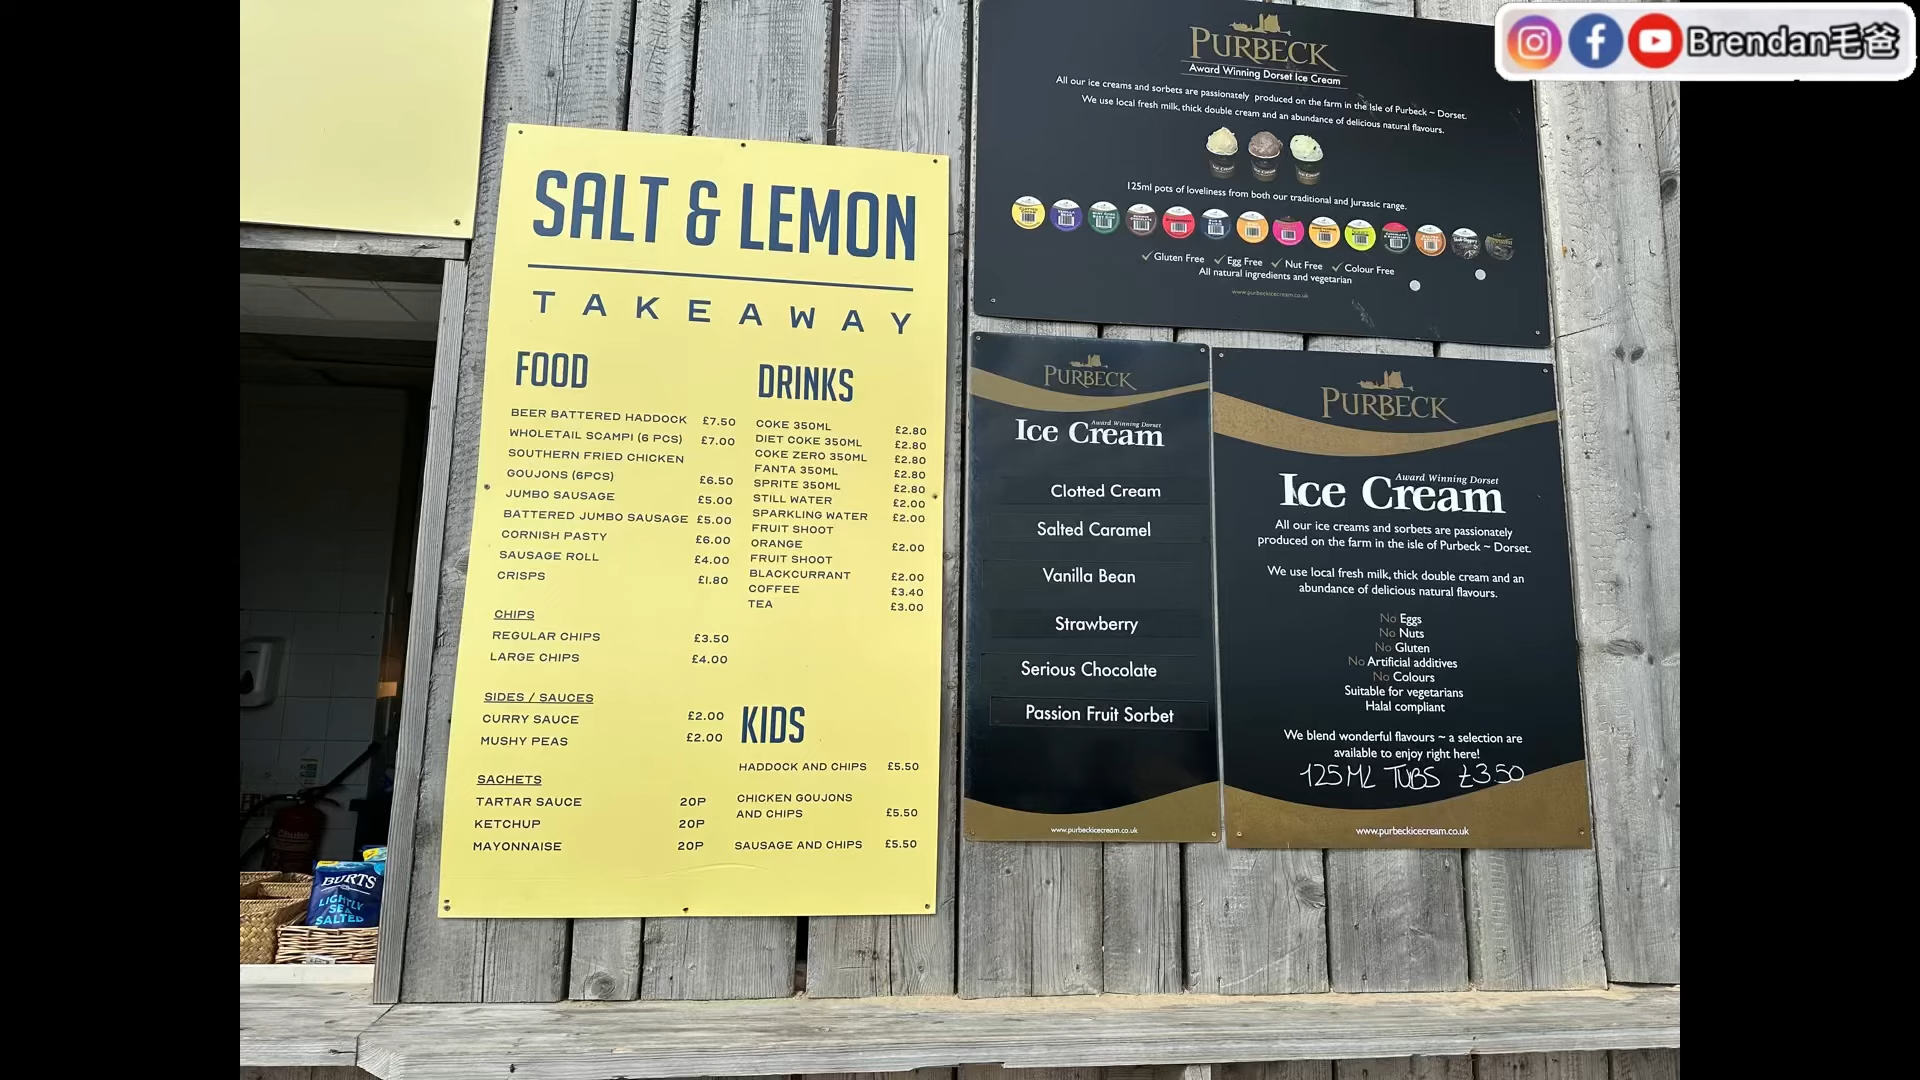 Brendan毛爸
SALT & LEMON
TAKEAWAY
FOOD
BEER BATTERED HADDOCK £7.50
WHOLETAIL SCAMPI (6 PCS) £7.00
SOUTHERN FRIED CHICKEN
GOUJONS (6PCS) £6.50
JUMBO SAUSAGE £5.00
BATTERED JUMBO SAUSAGE £5.00
CORNISH PASTY £6.00
SAUSAGE ROLL £4.00
CRISPS £1.80
CHIPS
REGULAR CHIPS £3.50
LARGE CHIPS £4.00
SIDES / SAUCES
CURRY SAUCE £2.00
MUSHY PEAS £2.00
SACHETS
TARTAR SAUCE 20P
KETCHUP 20P
MAYONNAISE 20P
DRINKS
COKE 350ML £2.80
DIET COKE 350ML £2.80
COKE ZERO 350ML £2.80
FANTA 350ML £2.80
SPRITE 350ML £2.80
STILL WATER £2.00
SPARKLING WATER £2.00
FRUIT SHOOT
ORANGE £2.00
FRUIT SHOOT
BLACKCURRANT £2.00
COFFEE £3.40
TEA £3.00
KIDS
HADDOCK AND CHIPS £5.50
CHICKEN GOUJONS
AND CHIPS £5.50
SAUSAGE AND CHIPS £5.50
PURBECK
Award Winning Dorset Ice Cream
All our ice creams and sorbets are passionately produced on the farm in the Isle of Purbeck ~ Dorset.
We use local fresh milk, thick double cream and an abundance of delicious natural flavours.
125ml pots of loveliness from both our traditional and Jurassic range.
✓ Gluten Free ✓ Egg Free ✓ Nut Free ✓ Colour Free
All natural ingredients and vegetarian
www.purbeckicecream.co.uk
PURBECK
Award Winning Dorset
Ice Cream
Clotted Cream
Salted Caramel
Vanilla Bean
Strawberry
Serious Chocolate
Passion Fruit Sorbet
www.purbeckicecream.co.uk
PURBECK
Award Winning Dorset
Ice Cream
All our ice creams and sorbets are passionately
produced on the farm in the isle of Purbeck ~ Dorset.
We use local fresh milk, thick double cream and an
abundance of delicious natural flavours.
No Eggs
No Nuts
No Gluten
No Artificial additives
No Colours
Suitable for vegetarians
Halal compliant
We blend wonderful flavours ~ a selection are
available to enjoy right here!
125ML TUBS £3.50
www.purbeckicecream.co.uk
BURTS
LIGHTLY
SEA
SALTED